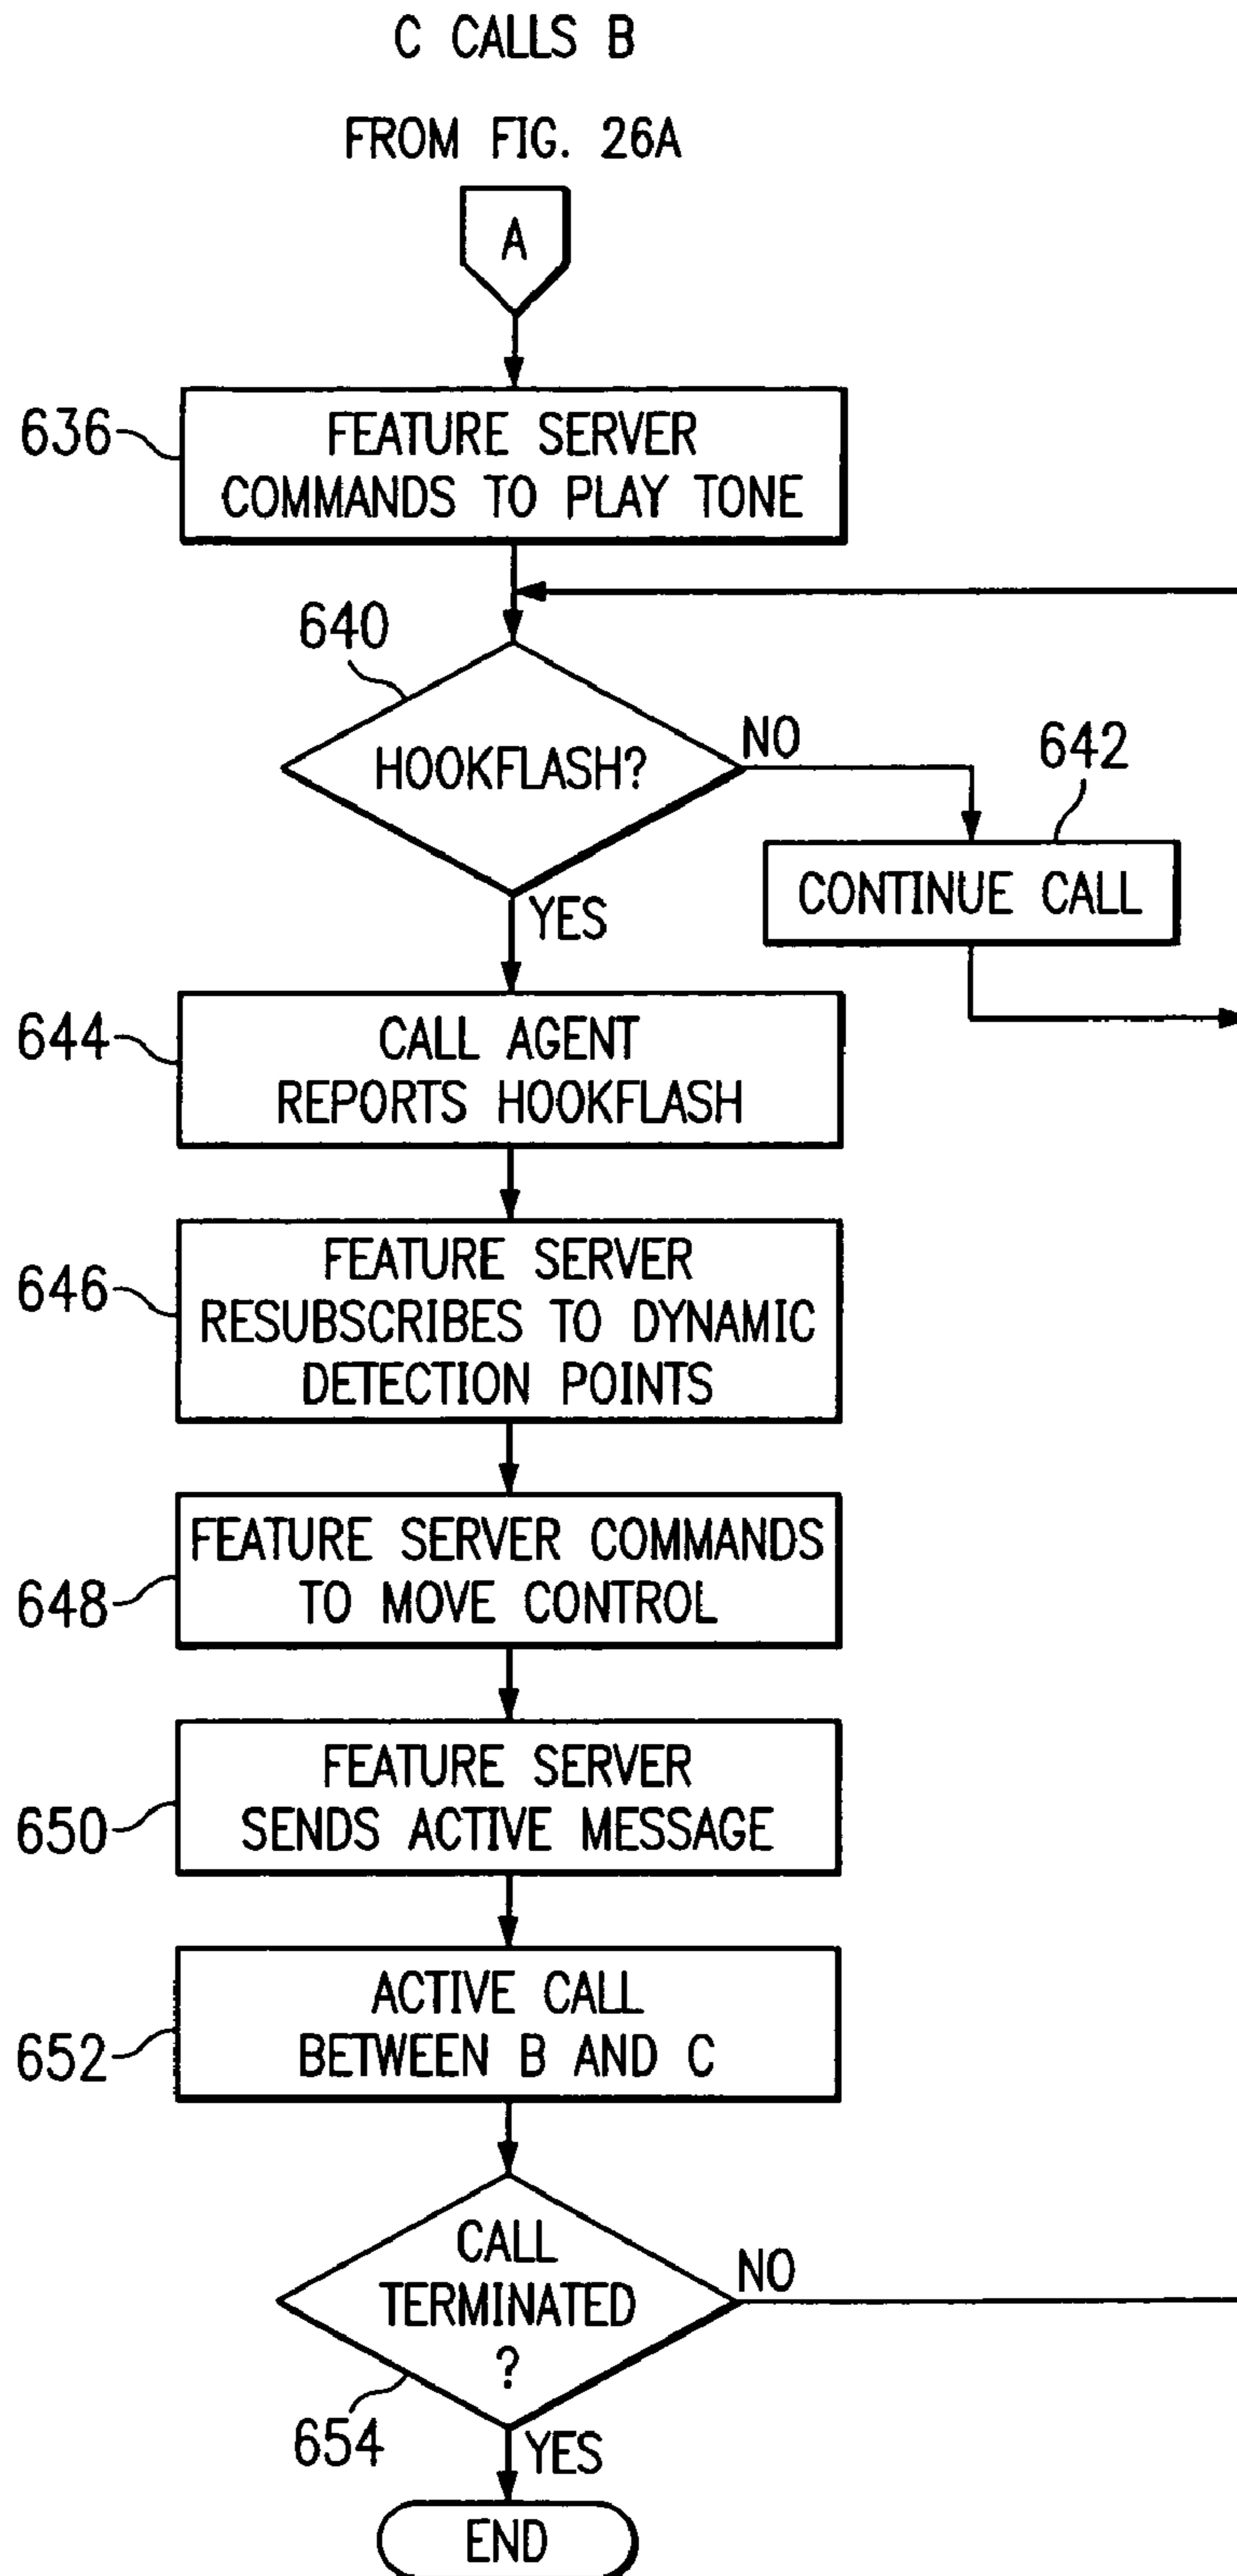 C CALLS B
FROM FIG. 26A
A
636
FEATURE SERVER
COMMANDS TO PLAY TONE
640
HOOKFLASH?
NO
642
CONTINUE CALL
YES
644
CALL AGENT
REPORTS HOOKFLASH
646
FEATURE SERVER
RESUBSCRIBES TO DYNAMIC
DETECTION POINTS
648
FEATURE SERVER COMMANDS
TO MOVE CONTROL
650
FEATURE SERVER
SENDS ACTIVE MESSAGE
652
ACTIVE CALL
BETWEEN B AND C
CALL
TERMINATED
?
NO
654
YES
END